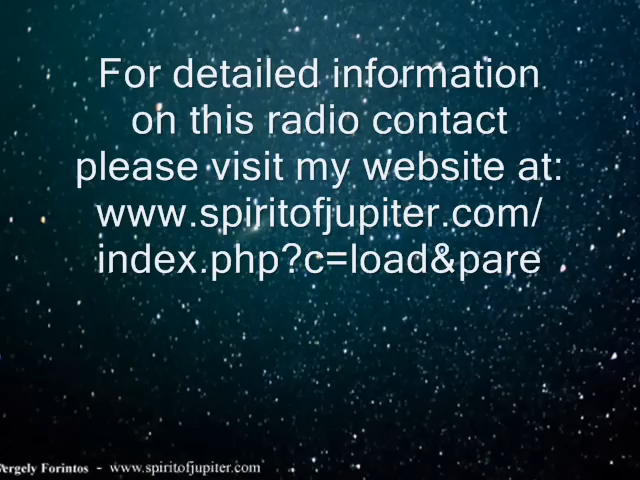 For detailed information
on this radio contact
please visit my website at:
www.spiritofjupiter.com/
index.php?c=load&pare
Forintos - www.spiritofjupiter.com